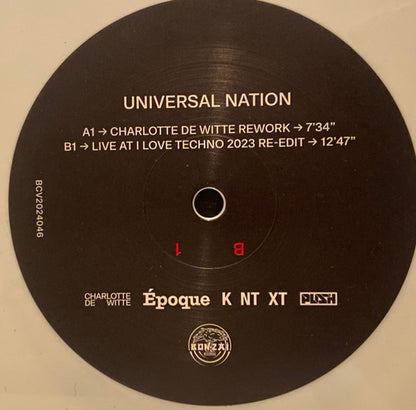 UNIVERSAL NATION
A1 → CHARLOTTE DE WITTE REWORK → 7'34"
B1 → LIVE AT I LOVE TECHNO 2023 RE-EDIT → 12'47"
BCV2024046
B 1
CHARLOTTE
DE WITTE
Époque K NT XT PUSH
BONZAI